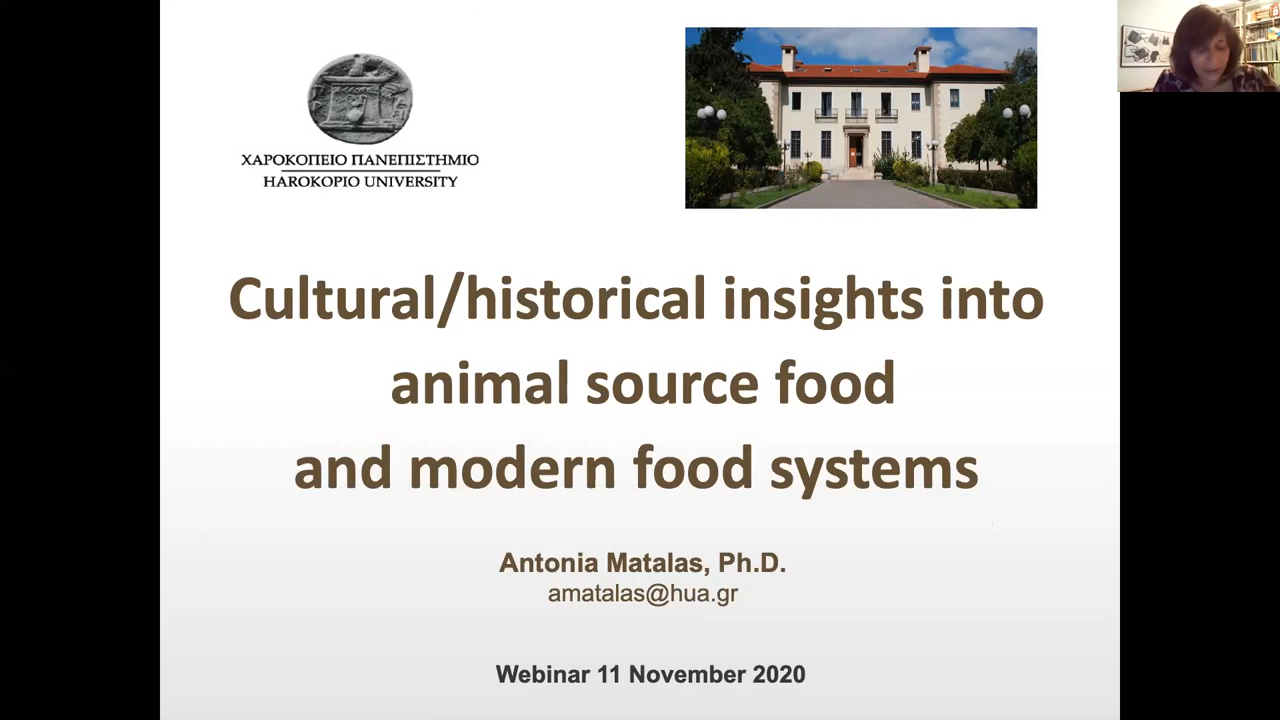 ΧΑΡΟΚΟΠΕΙΟ ΠΑΝΕΠΙΣΤΗΜΙΟ
HAROKOPIO UNIVERSITY
Cultural/historical insights into
animal source food
and modern food systems
Antonia Matalas, Ph.D.
amatalas@hua.gr
Webinar 11 November 2020